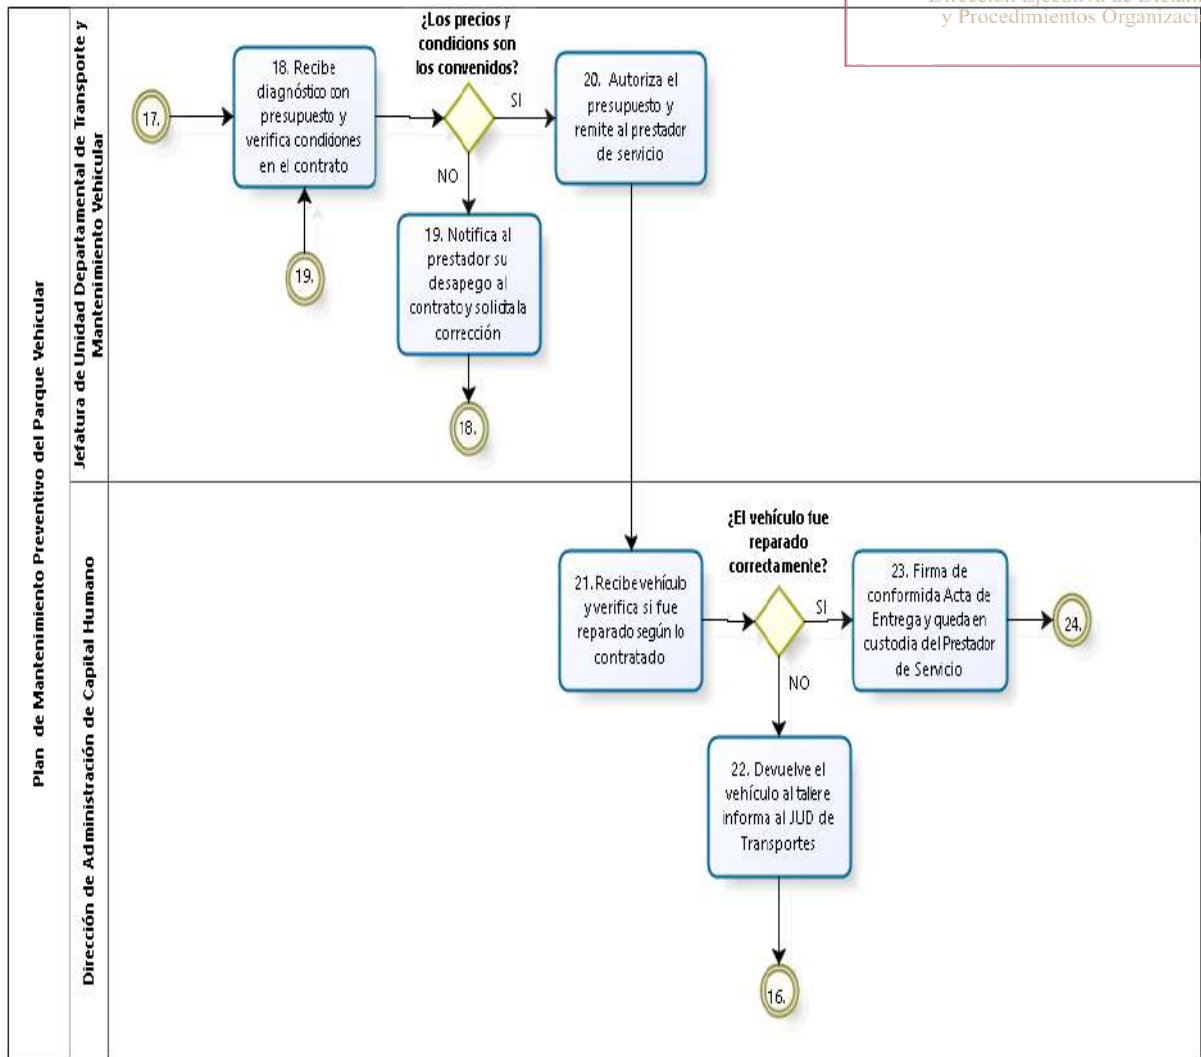 Dirección Ejecutiva de Dictam
y Procedimientos Organizaci
Plan de Mantenimiento Preventivo del Parque Vehicular
Jefatura de Unidad Departamental de Transporte y
Mantenimiento Vehicular
17.
18. Recibe
diagnóstico con
presupuesto y
verifica condiciones
en el contrato
19.
¿Los precios y
condicions son
los convenidos?
SI
NO
20. Autoriza el
presupuesto y
remite al prestador
de servicio
19. Notifica al
prestador su
desapego al
contrato y solicita la
corrección
18.
Dirección de Administración de Capital Humano
21. Recibe vehículo
y verifica si fue
reparado según lo
contratado
¿El vehículo fue
reparado
correctamente?
SI
NO
23. Firma de
conformida Acta de
Entrega y queda en
custodia del Prestador
de Servicio
24.
22. Devuelve el
vehículo al taller e
informa al JUD de
Transportes
16.